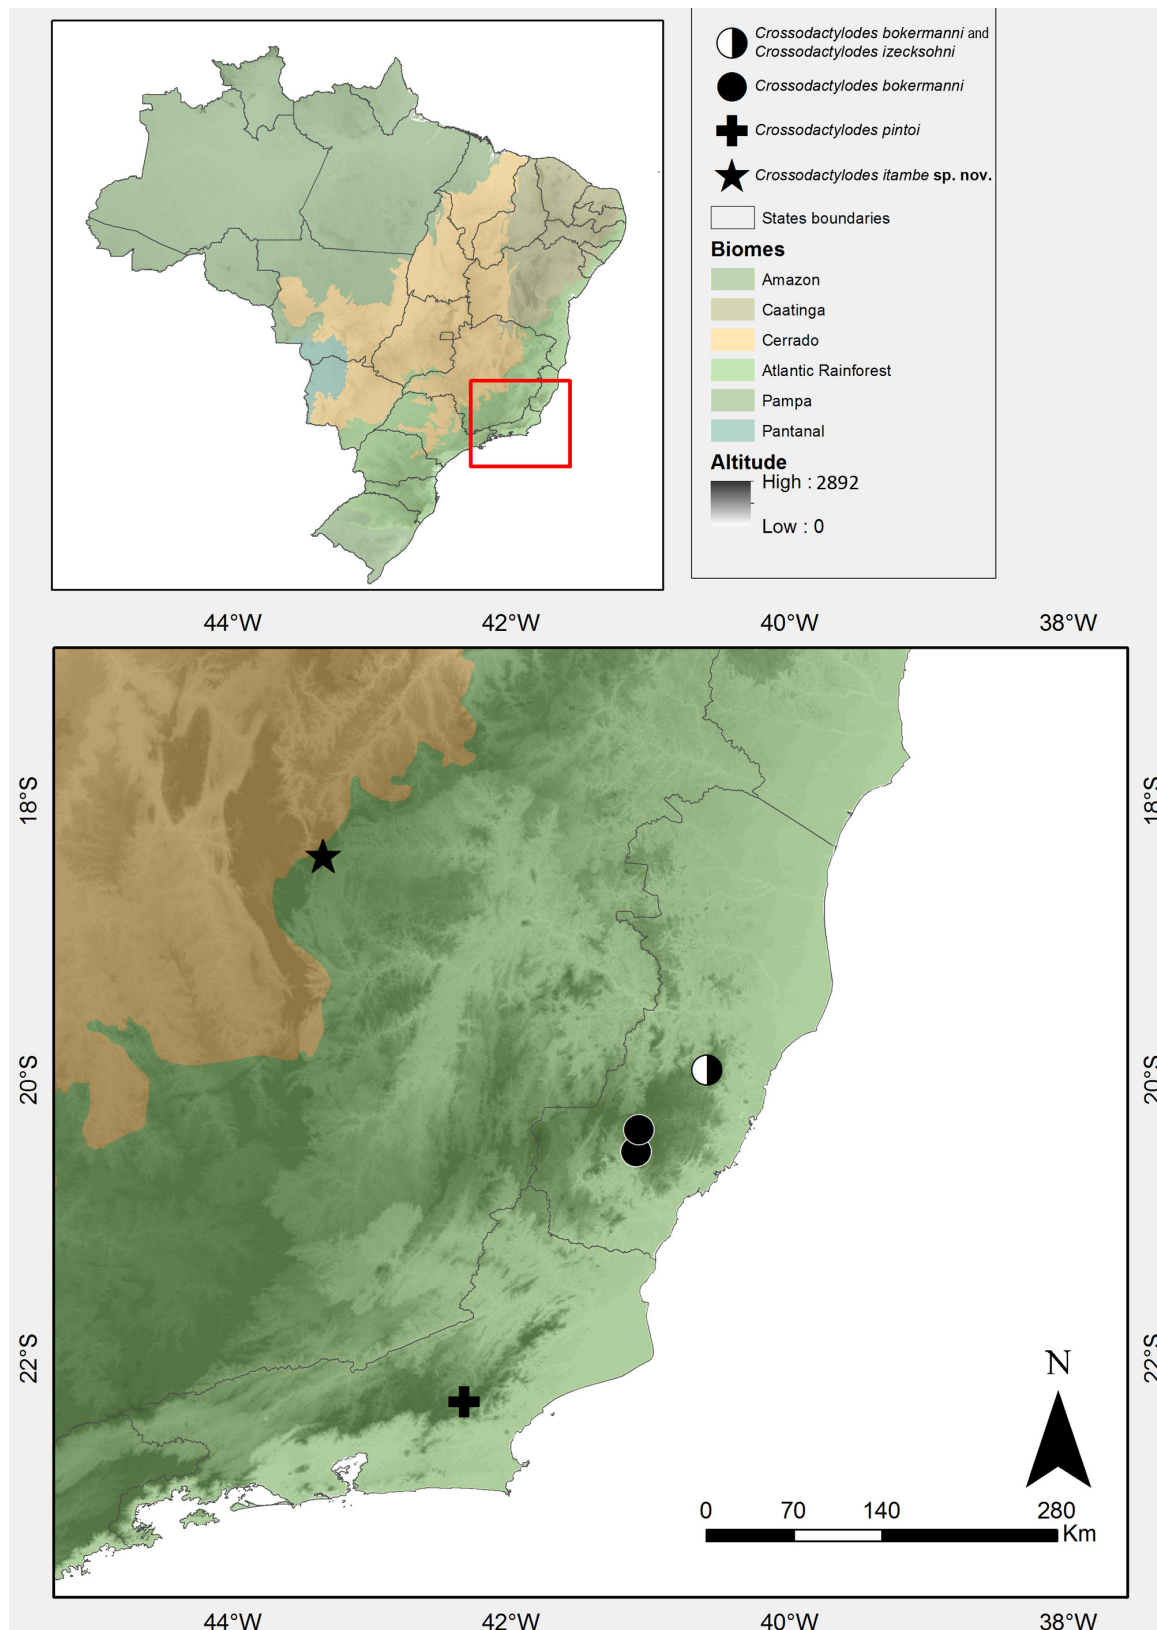 Crossodactylodes bokermanni and
Crossodactylodes izecksohni
Crossodactylodes bokermanni
Crossodactylodes pintoi
Crossodactylodes itambe sp. nov.
States boundaries
Biomes
Amazon
Caatinga
Cerrado
Atlantic Rainforest
Pampa
Pantanal
Altitude
High : 2892
Low : 0
44°W 42°W 40°W 38°W
18°S 18°S
20°S 20°S
22°S 22°S
N
0 70 140 280
Km
44°W 42°W 40°W 38°W